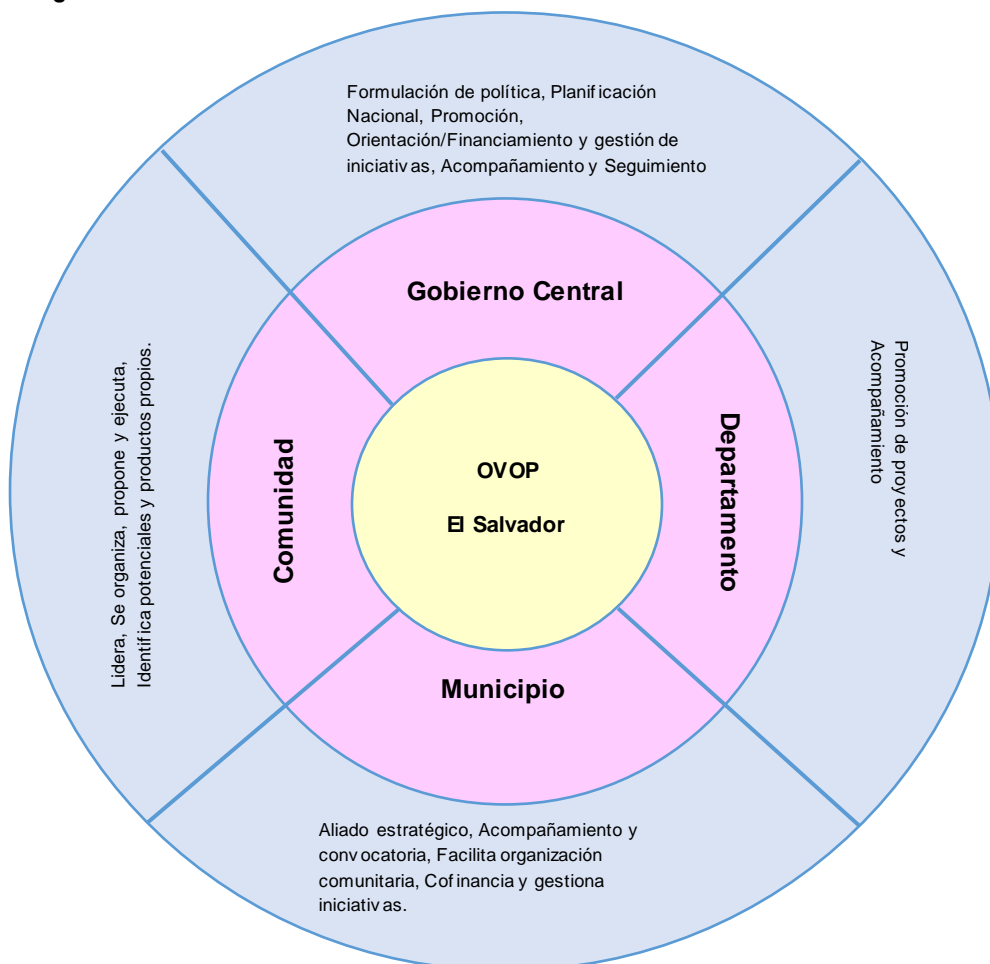 Formulación de política, Planificación
Nacional, Promoción,
Orientación/Financiamiento y gestión de
iniciativas, Acompañamiento y Seguimiento
Gobierno Central
Comunidad
Lidera, Se organiza, propone y ejecuta,
Identifica potenciales y productos propios.
OVOP
El Salvador
Departamento
Promoción de proyectos y
Acompañamiento
Municipio
Aliado estratégico, Acompañamiento y
convocatoria, Facilita organización
comunitaria, Cofinancia y gestiona
iniciativas.